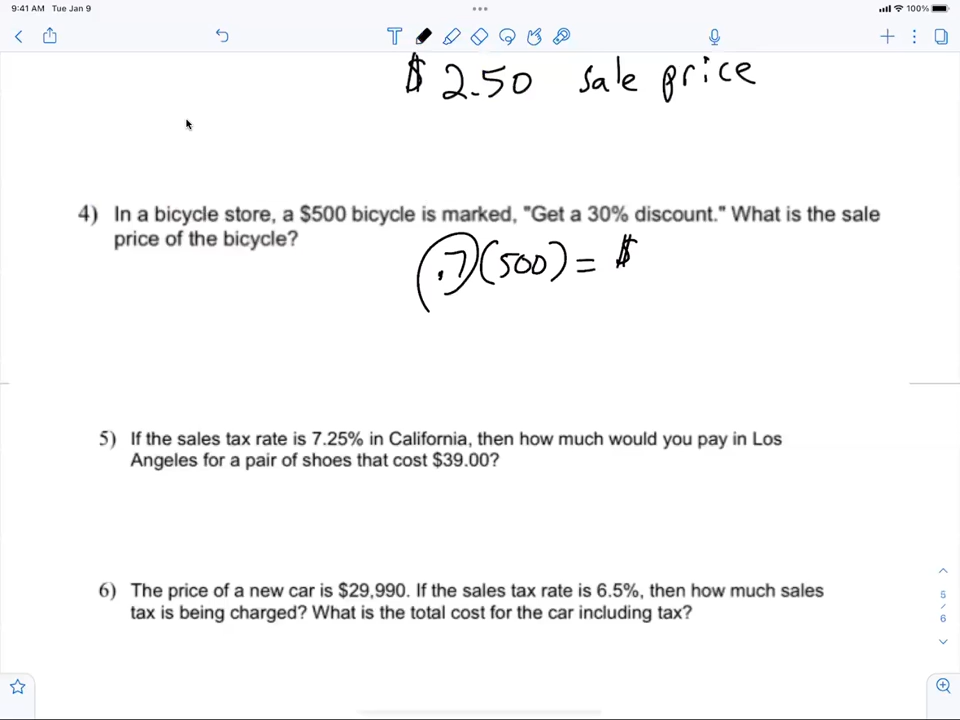 9:41 AM Tue Jan 9
100%
T
$ 2.50 sale price
4) In a bicycle store, a $500 bicycle is marked, "Get a 30% discount." What is the sale
price of the bicycle?
(.7)(500) = $
5) If the sales tax rate is 7.25% in California, then how much would you pay in Los
Angeles for a pair of shoes that cost $39.00?
6) The price of a new car is $29,990. If the sales tax rate is 6.5%, then how much sales
tax is being charged? What is the total cost for the car including tax?
5
/
6